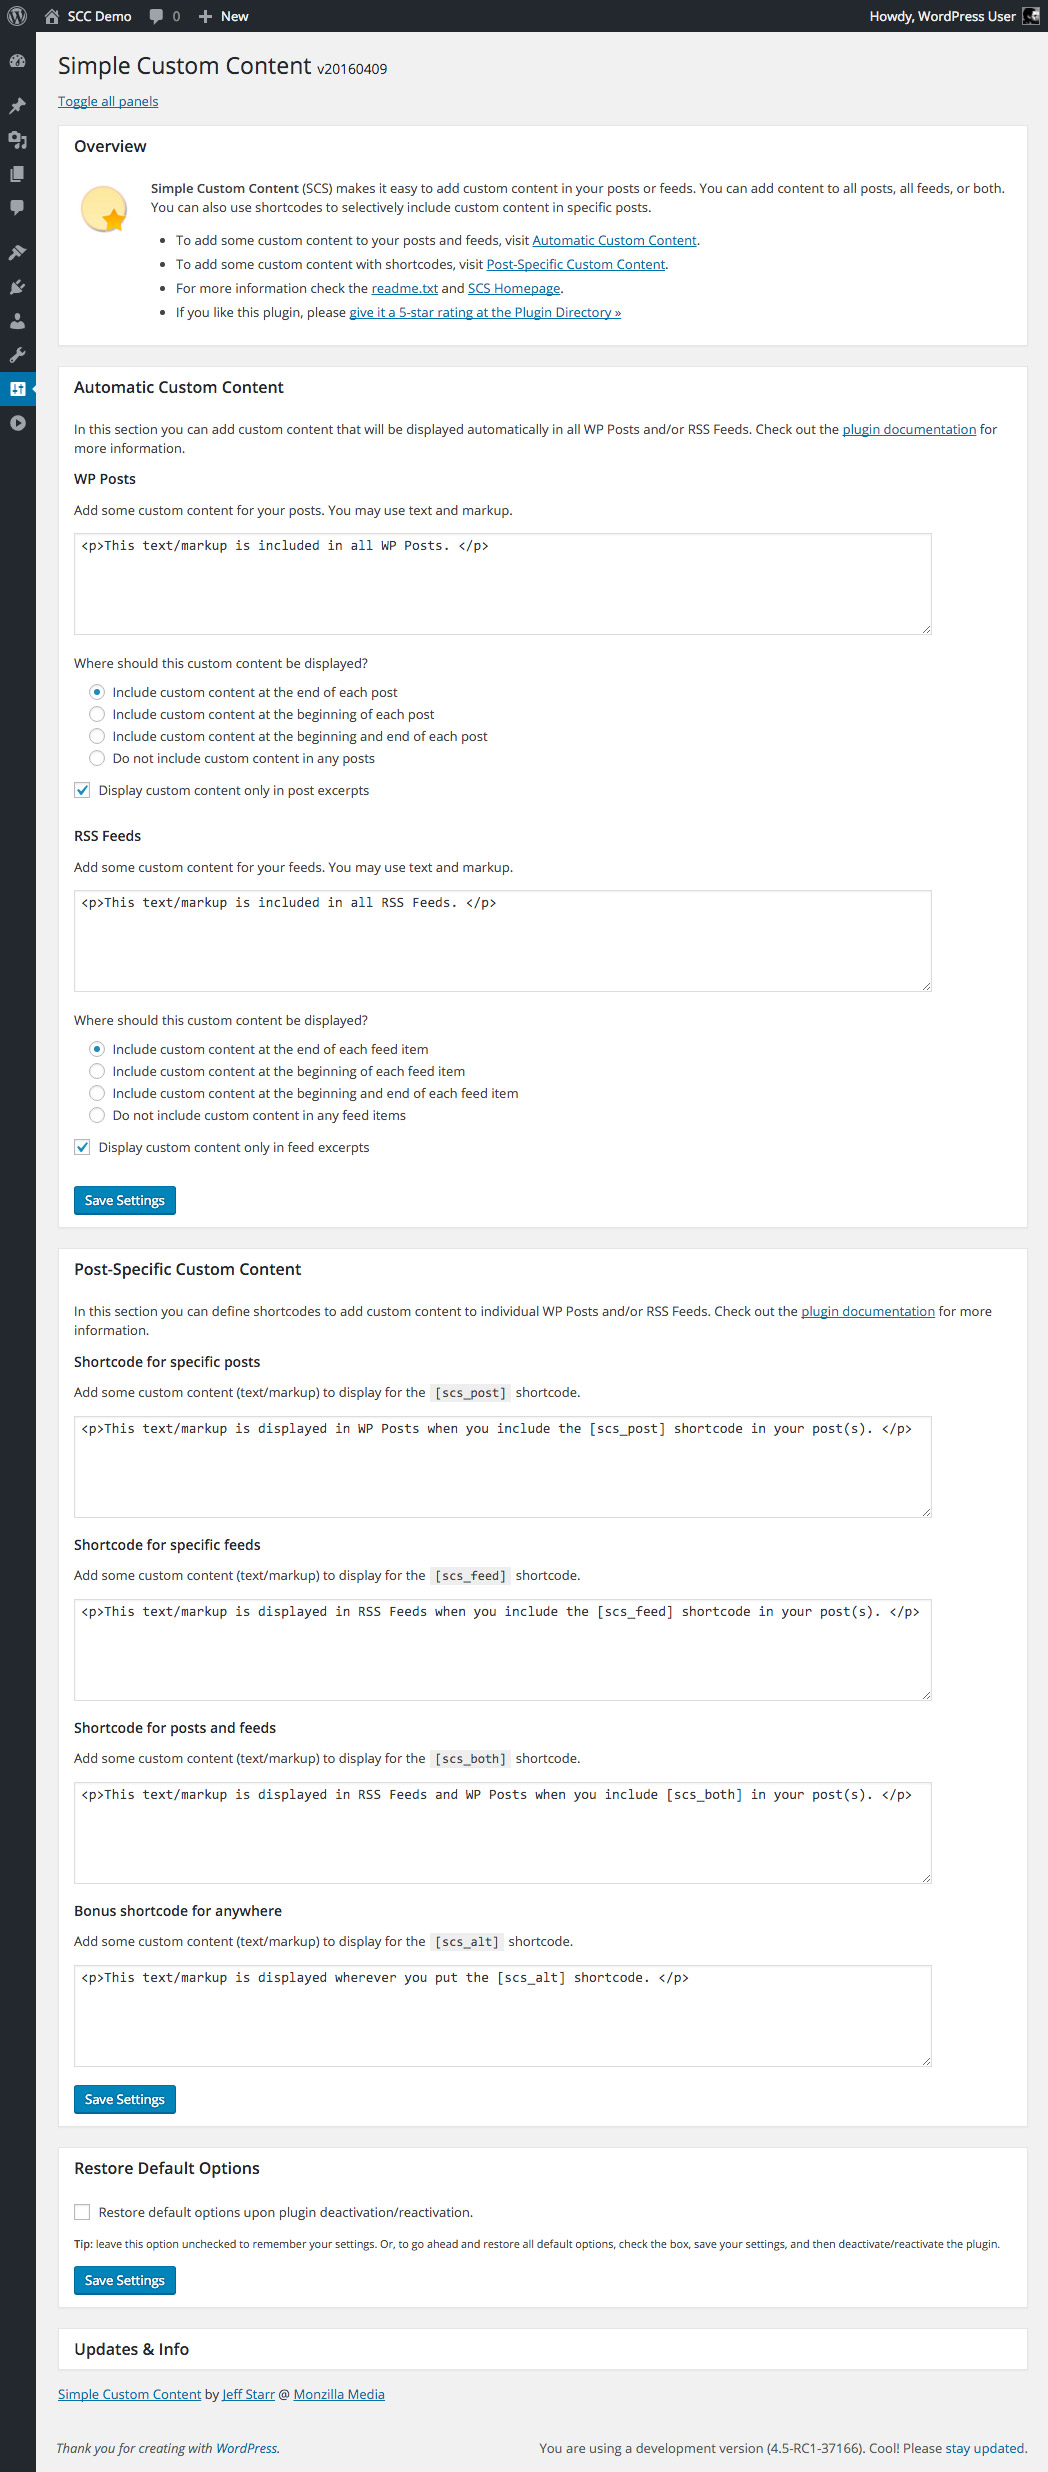 SCC Demo 0 New Howdy, WordPress User
Simple Custom Content v20160409
Toggle all panels
Overview
Simple Custom Content (SCS) makes it easy to add custom content in your posts or feeds. You can add content to all posts, all feeds, or both.
You can also use shortcodes to selectively include custom content in specific posts.
To add some custom content to your posts and feeds, visit Automatic Custom Content.
To add some custom content with shortcodes, visit Post-Specific Custom Content.
For more information check the readme.txt and SCS Homepage.
If you like this plugin, please give it a 5-star rating at the Plugin Directory »
Automatic Custom Content
In this section you can add custom content that will be displayed automatically in all WP Posts and/or RSS Feeds. Check out the plugin documentation for
more information.
WP Posts
Add some custom content for your posts. You may use text and markup.
<p>This text/markup is included in all WP Posts. </p>
Where should this custom content be displayed?
Include custom content at the end of each post
Include custom content at the beginning of each post
Include custom content at the beginning and end of each post
Do not include custom content in any posts
Display custom content only in post excerpts
RSS Feeds
Add some custom content for your feeds. You may use text and markup.
<p>This text/markup is included in all RSS Feeds. </p>
Where should this custom content be displayed?
Include custom content at the end of each feed item
Include custom content at the beginning of each feed item
Include custom content at the beginning and end of each feed item
Do not include custom content in any feed items
Display custom content only in feed excerpts
Save Settings
Post-Specific Custom Content
In this section you can define shortcodes to add custom content to individual WP Posts and/or RSS Feeds. Check out the plugin documentation for more
information.
Shortcode for specific posts
Add some custom content (text/markup) to display for the [scs_post] shortcode.
<p>This text/markup is displayed in WP Posts when you include the [scs_post] shortcode in your post(s). </p>
Shortcode for specific feeds
Add some custom content (text/markup) to display for the [scs_feed] shortcode.
<p>This text/markup is displayed in RSS Feeds when you include the [scs_feed] shortcode in your post(s). </p>
Shortcode for posts and feeds
Add some custom content (text/markup) to display for the [scs_both] shortcode.
<p>This text/markup is displayed in RSS Feeds and WP Posts when you include [scs_both] in your post(s). </p>
Bonus shortcode for anywhere
Add some custom content (text/markup) to display for the [scs_alt] shortcode.
<p>This text/markup is displayed wherever you put the [scs_alt] shortcode. </p>
Save Settings
Restore Default Options
Restore default options upon plugin deactivation/reactivation.
Tip: leave this option unchecked to remember your settings. Or, to go ahead and restore all default options, check the box, save your settings, and then deactivate/reactivate the plugin.
Save Settings
Updates & Info
Simple Custom Content by Jeff Starr @ Monzilla Media
Thank you for creating with WordPress. You are using a development version (4.5-RC1-37166). Cool! Please stay updated.